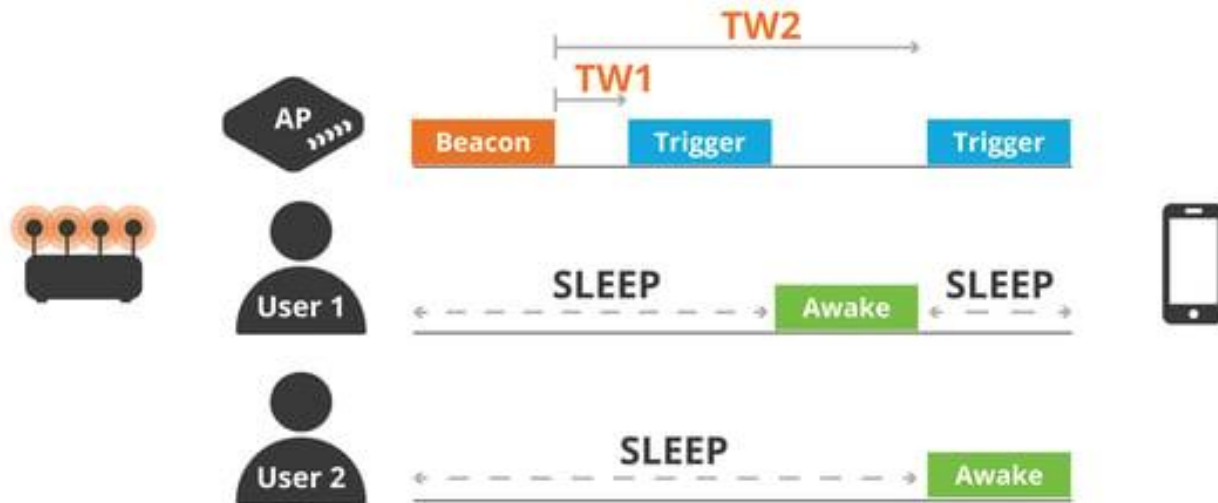 TW2
TW1
AP
Beacon Trigger Trigger
SLEEP SLEEP
User 1 Awake
SLEEP
User 2 Awake